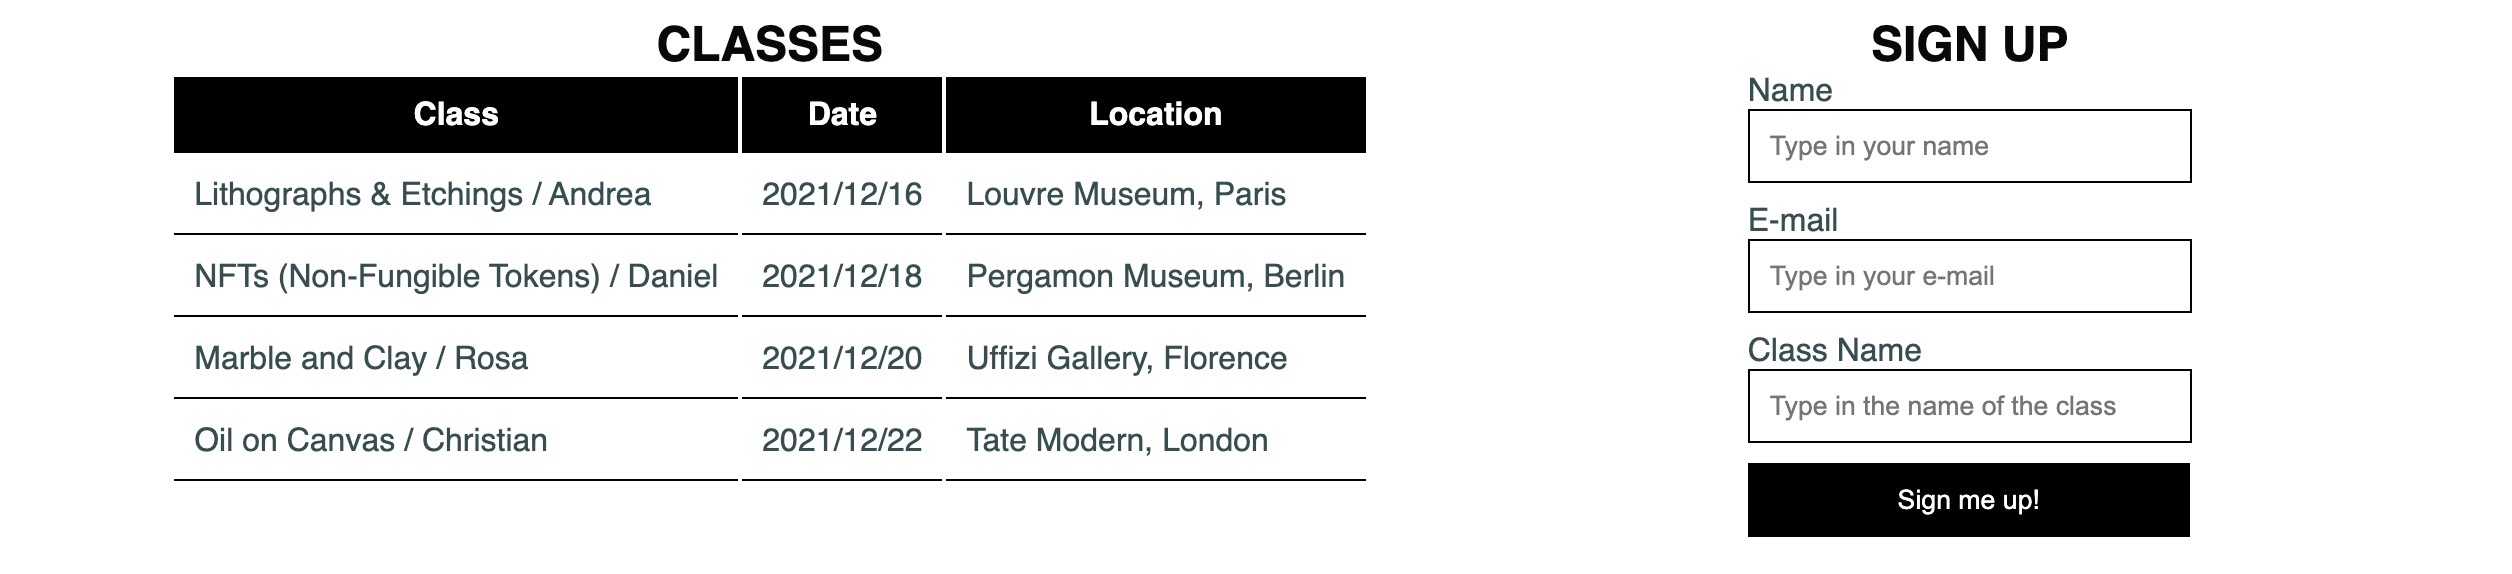 CLASSES
Class Date Location
Lithographs & Etchings / Andrea 2021/12/16 Louvre Museum, Paris
NFTs (Non-Fungible Tokens) / Daniel 2021/12/18 Pergamon Museum, Berlin
Marble and Clay / Rosa 2021/12/20 Uffizi Gallery, Florence
Oil on Canvas / Christian 2021/12/22 Tate Modern, London
SIGN UP
Name
Type in your name
E-mail
Type in your e-mail
Class Name
Type in the name of the class
Sign me up!